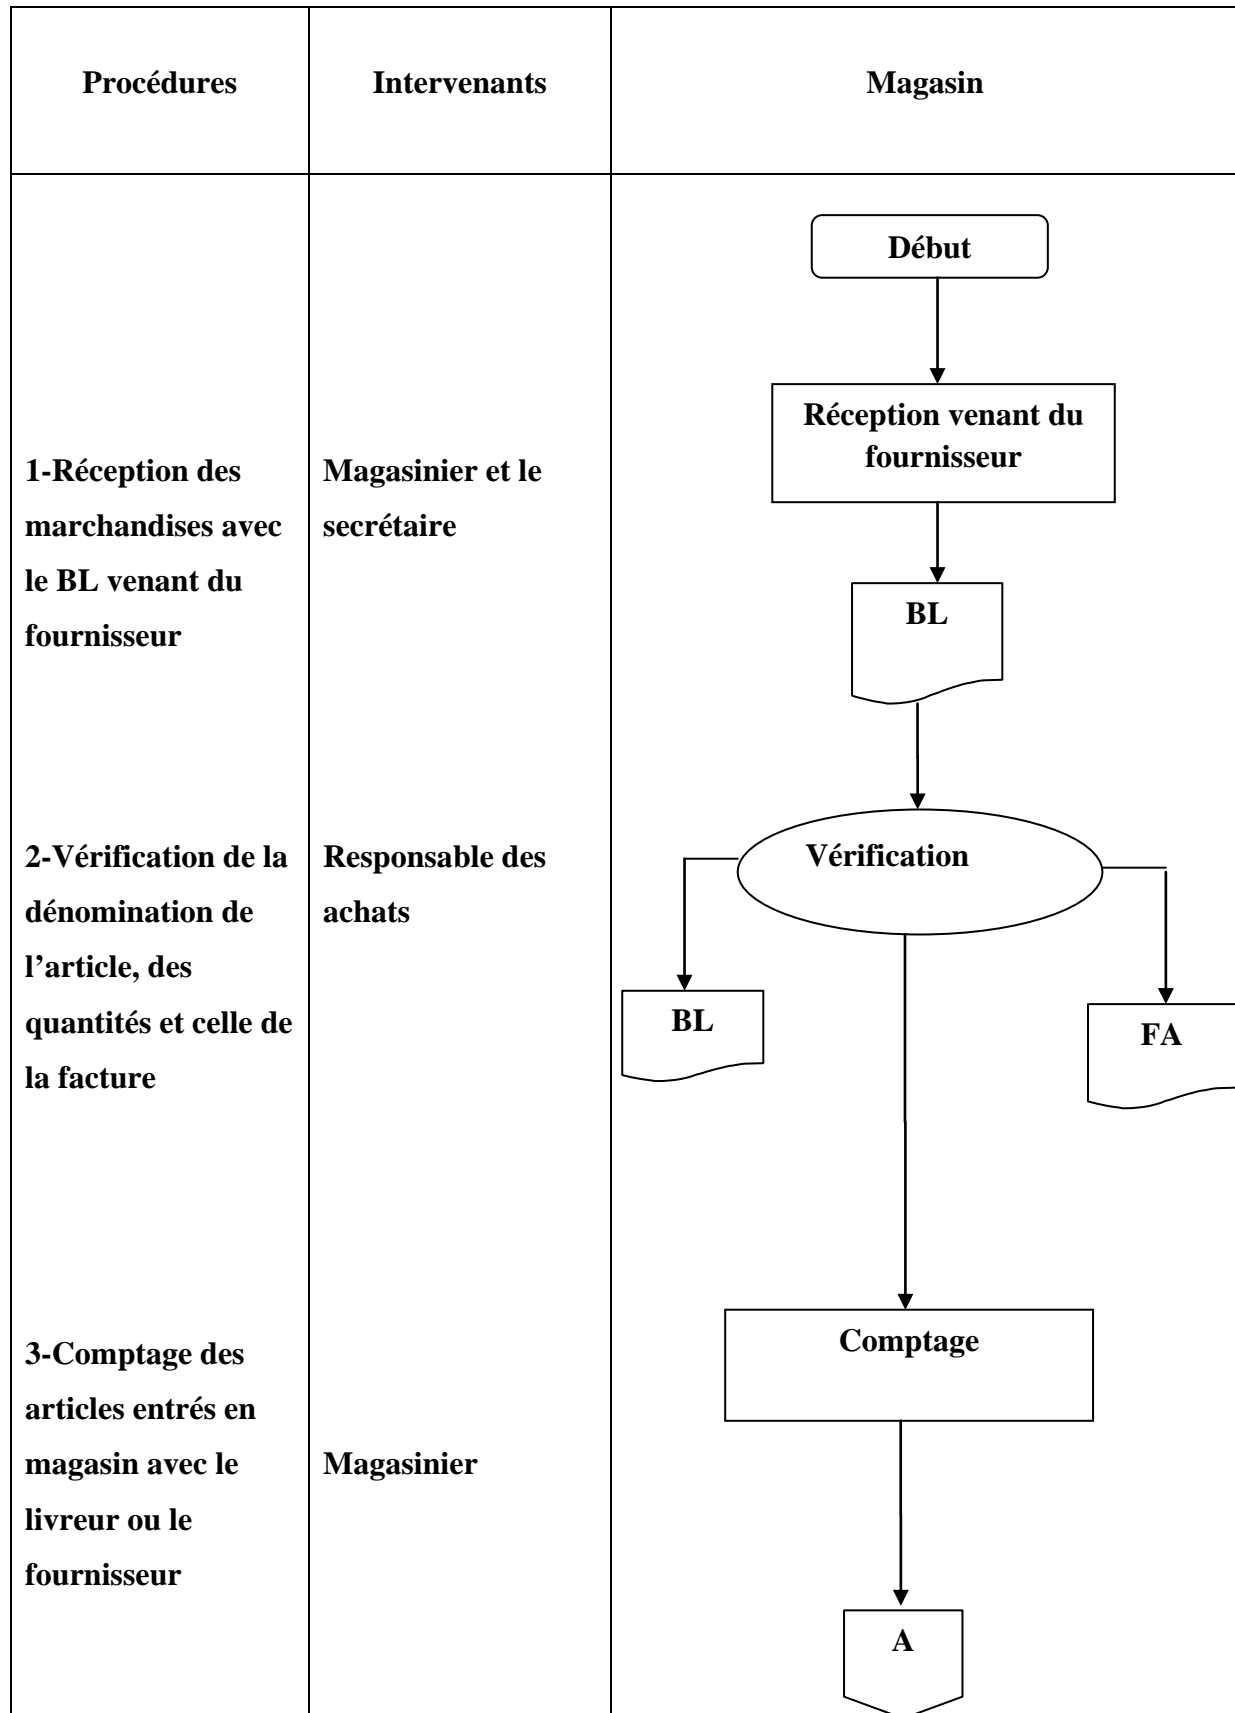 Procédures
Intervenants
Magasin
Début
Réception venant du
fournisseur
1-Réception des
marchandises avec
le BL venant du
fournisseur
Magasinier et le
secrétaire
BL
2-Vérification de la
dénomination de
l’article, des
quantités et celle de
la facture
Responsable des
achats
Vérification
BL
FA
3-Comptage des
articles entrés en
magasin avec le
livreur ou le
fournisseur
Magasinier
Comptage
A